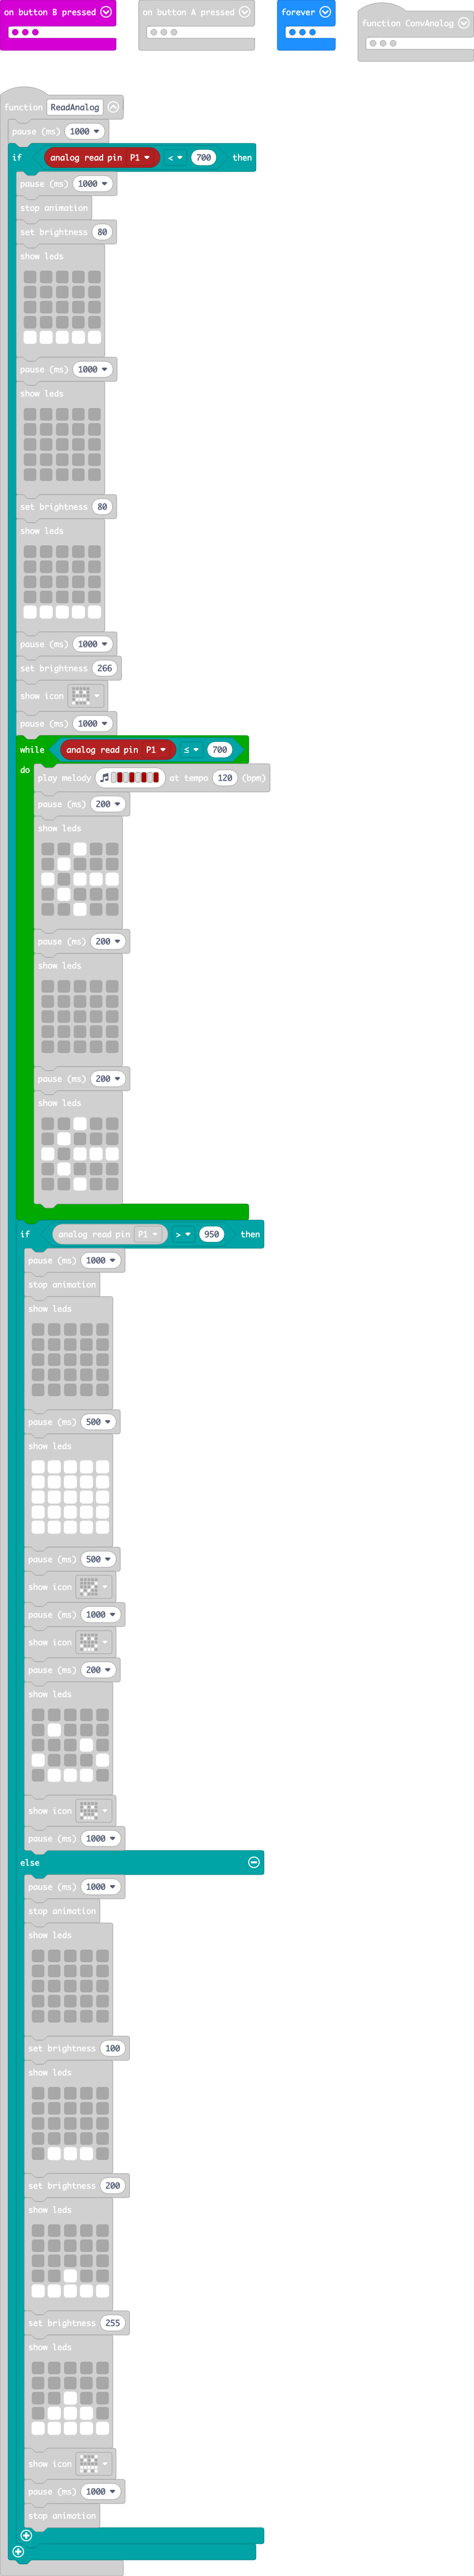 on button B pressed
on button A pressed
forever
function ConvAnalog
function ReadAnalog
pause (ms) 1000
if analog read pin P1 < 700 then
pause (ms) 1000
stop animation
set brightness 80
show leds
pause (ms) 1000
show leds
set brightness 80
show leds
pause (ms) 1000
set brightness 266
show icon
pause (ms) 1000
while analog read pin P1 ≤ 700
do
play melody at tempo 120 (bpm)
pause (ms) 200
show leds
pause (ms) 200
show leds
pause (ms) 200
show leds
if analog read pin P1 > 950 then
pause (ms) 1000
stop animation
show leds
pause (ms) 500
show leds
pause (ms) 500
show icon
pause (ms) 1000
show icon
pause (ms) 200
show leds
show icon
pause (ms) 1000
else
pause (ms) 1000
stop animation
show leds
set brightness 100
show leds
set brightness 200
show leds
set brightness 255
show leds
show icon
pause (ms) 1000
stop animation